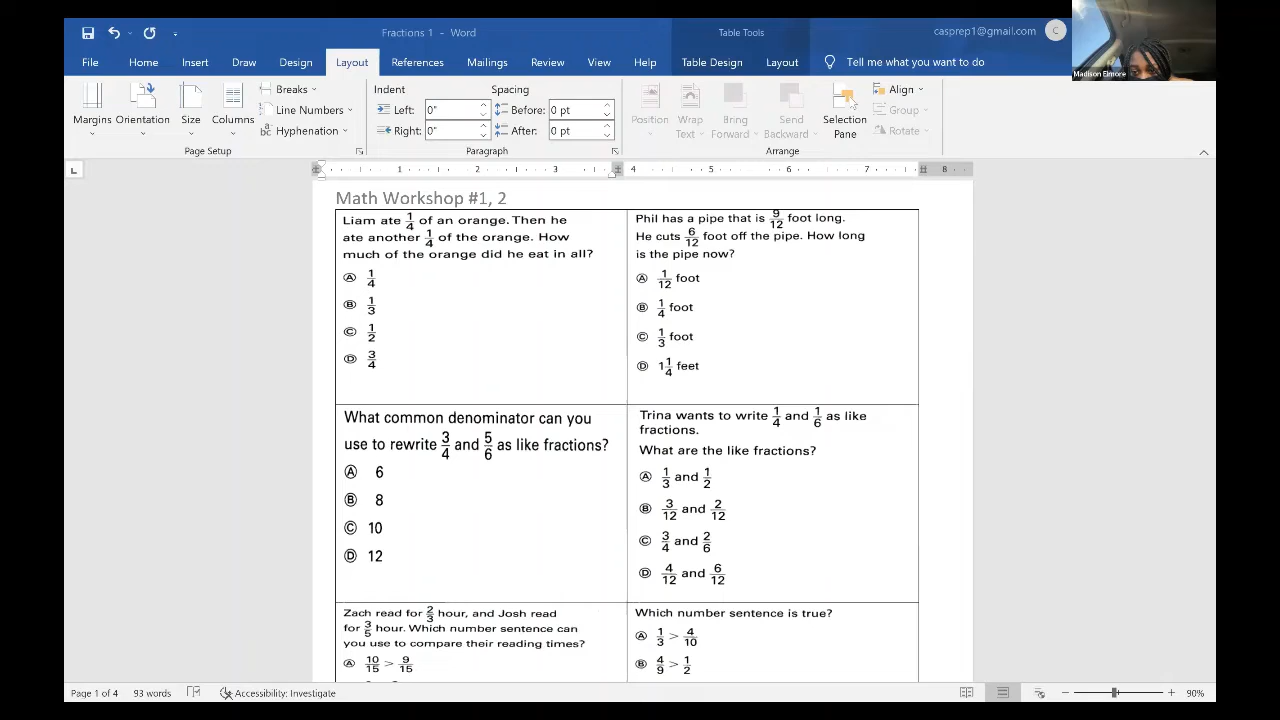 Fractions 1 - Word
Table Tools
casprep1@gmail.com
C
Madison Elmore
File Home Insert Draw Design Layout References Mailings Review View Help Table Design Layout Tell me what you want to do
Margins
Orientation
Size
Columns
Breaks
Line Numbers
Hyphenation
Page Setup
Indent
Left: 0"
Right: 0"
Spacing
Before: 0 pt
After: 0 pt
Paragraph
Position
Wrap
Text
Bring
Forward
Send
Backward
Selection
Pane
Align
Group
Rotate
Arrange
1 2 3 4 5 6 7 8
Math Workshop #1, 2
Liam ate 1/4 of an orange. Then he
ate another 1/4 of the orange. How
much of the orange did he eat in all?
A 1/4
B 1/3
C 1/2
D 3/4
Phil has a pipe that is 9/12 foot long.
He cuts 6/12 foot off the pipe. How long
is the pipe now?
A 1/12 foot
B 1/4 foot
C 1/3 foot
D 1 1/4 feet
What common denominator can you
use to rewrite 3/4 and 5/6 as like fractions?
A 6
B 8
C 10
D 12
Trina wants to write 1/4 and 1/6 as like
fractions.
What are the like fractions?
A 1/3 and 1/2
B 3/12 and 2/12
C 3/4 and 2/6
D 4/12 and 6/12
Zach read for 2/3 hour, and Josh read
for 3/5 hour. Which number sentence can
you use to compare their reading times?
A 10/15 > 9/15
Which number sentence is true?
A 1/3 > 4/10
B 4/9 > 1/2
Page 1 of 4 93 words Accessibility: Investigate 90%